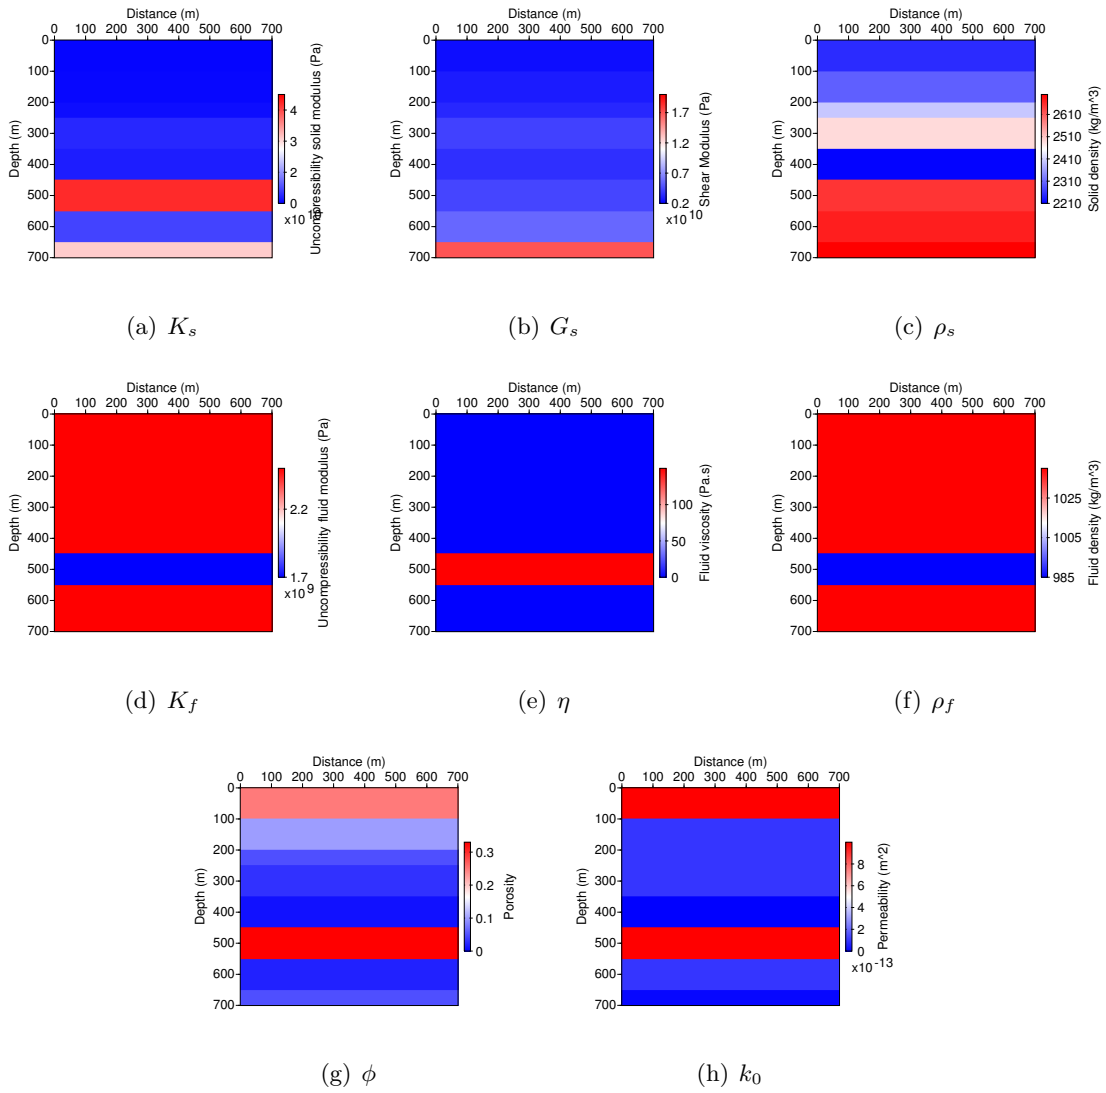 Distance (m)
0 100 200 300 400 500 600 700
0
100
200
300
400
500
600
700
Depth (m)
4
3
2
1
0
x10 10
Uncompressibility solid modulus (Pa)
(a) K_s
Distance (m)
0 100 200 300 400 500 600 700
0
100
200
300
400
500
600
700
Depth (m)
1.7
1.2
0.7
0.2
x10 10
Shear Modulus (Pa)
(b) G_s
Distance (m)
0 100 200 300 400 500 600 700
0
100
200
300
400
500
600
700
Depth (m)
2610
2510
2410
2310
2210
Solid density (kg/m^3)
(c) ρ_s
Distance (m)
0 100 200 300 400 500 600 700
0
100
200
300
400
500
600
700
Depth (m)
2.2
1.7
x10 9
Uncompressibility fluid modulus (Pa)
(d) K_f
Distance (m)
0 100 200 300 400 500 600 700
0
100
200
300
400
500
600
700
Depth (m)
100
50
0
Fluid viscosity (Pa.s)
(e) η
Distance (m)
0 100 200 300 400 500 600 700
0
100
200
300
400
500
600
700
Depth (m)
1025
1005
985
Fluid density (kg/m^3)
(f) ρ_f
Distance (m)
0 100 200 300 400 500 600 700
0
100
200
300
400
500
600
700
Depth (m)
0.3
0.2
0.1
0
Porosity
(g) ϕ
Distance (m)
0 100 200 300 400 500 600 700
0
100
200
300
400
500
600
700
Depth (m)
8
6
4
2
0
x10 -13
Permeability (m^2)
(h) k_0